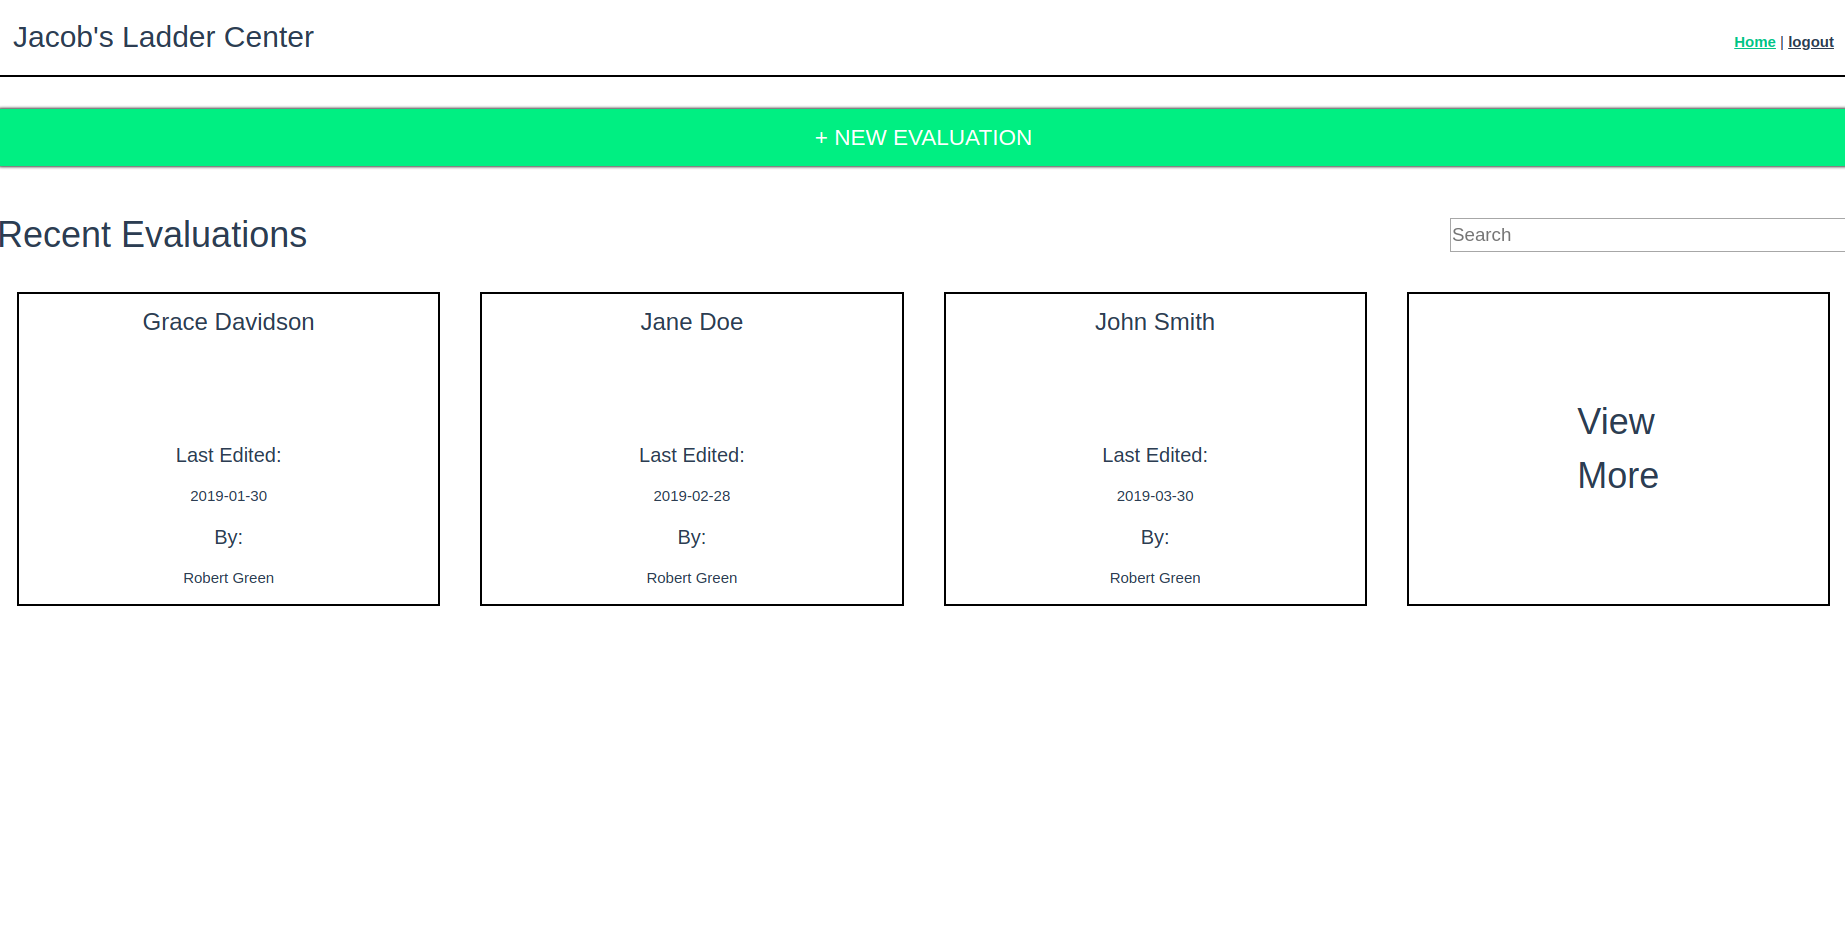 Jacob's Ladder Center
Home | logout
+ NEW EVALUATION
Recent Evaluations
Search
Grace Davidson
Last Edited:
2019-01-30
By:
Robert Green
Jane Doe
Last Edited:
2019-02-28
By:
Robert Green
John Smith
Last Edited:
2019-03-30
By:
Robert Green
View
More